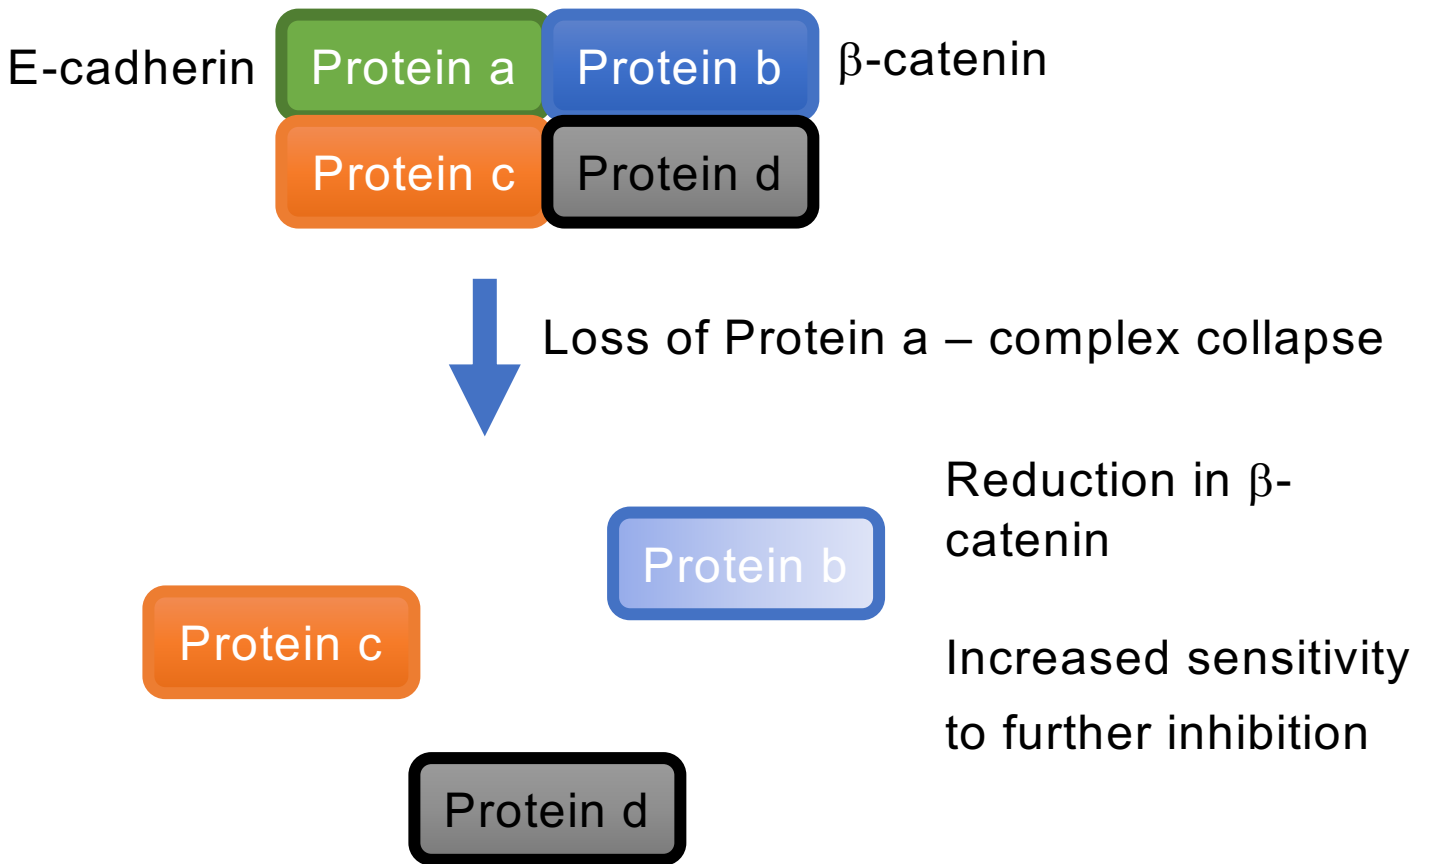 E-cadherin Protein a Protein b β-catenin
Protein c Protein d
Loss of Protein a – complex collapse
Reduction in β-
catenin
Protein b
Protein c
Increased sensitivity
to further inhibition
Protein d